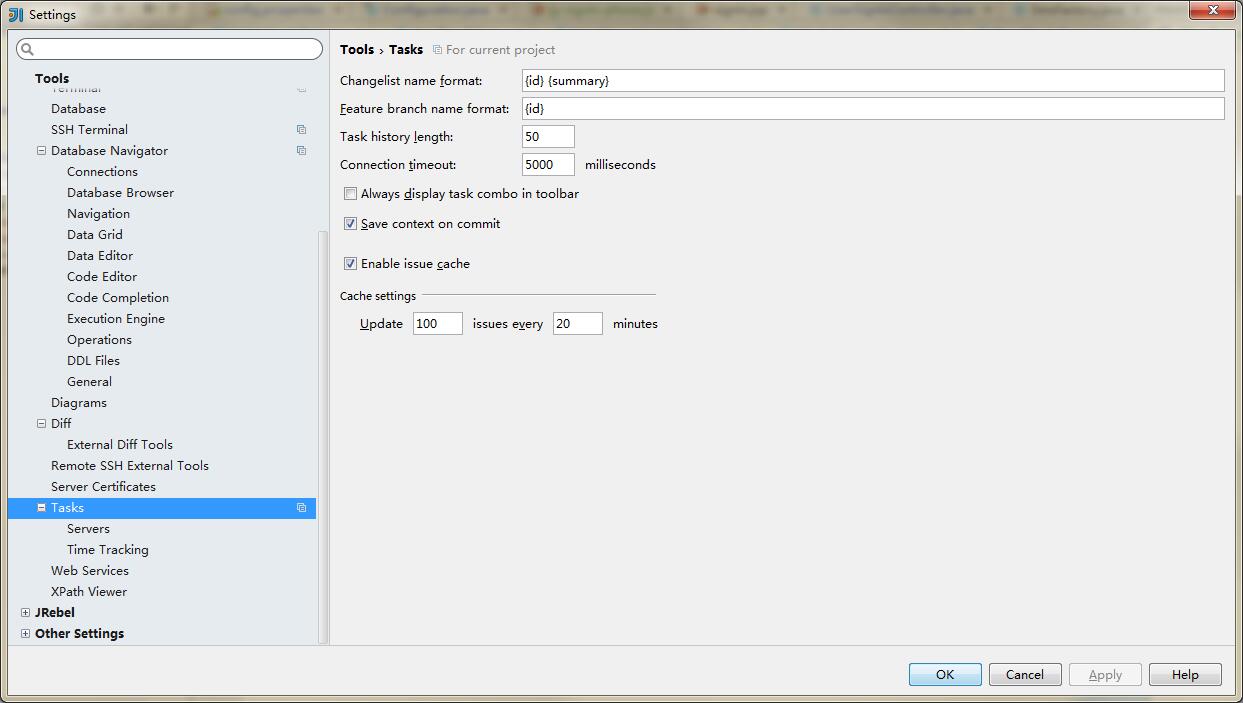 Settings
Tools
Terminal
Database
SSH Terminal
Database Navigator
Connections
Database Browser
Navigation
Data Grid
Data Editor
Code Editor
Code Completion
Execution Engine
Operations
DDL Files
General
Diagrams
Diff
External Diff Tools
Remote SSH External Tools
Server Certificates
Tasks
Servers
Time Tracking
Web Services
XPath Viewer
JRebel
Other Settings
Tools › Tasks For current project
Changelist name format: {id} {summary}
Feature branch name format: {id}
Task history length: 50
Connection timeout: 5000 milliseconds
Always display task combo in toolbar
Save context on commit
Enable issue cache
Cache settings
Update 100 issues every 20 minutes
OK Cancel Apply Help